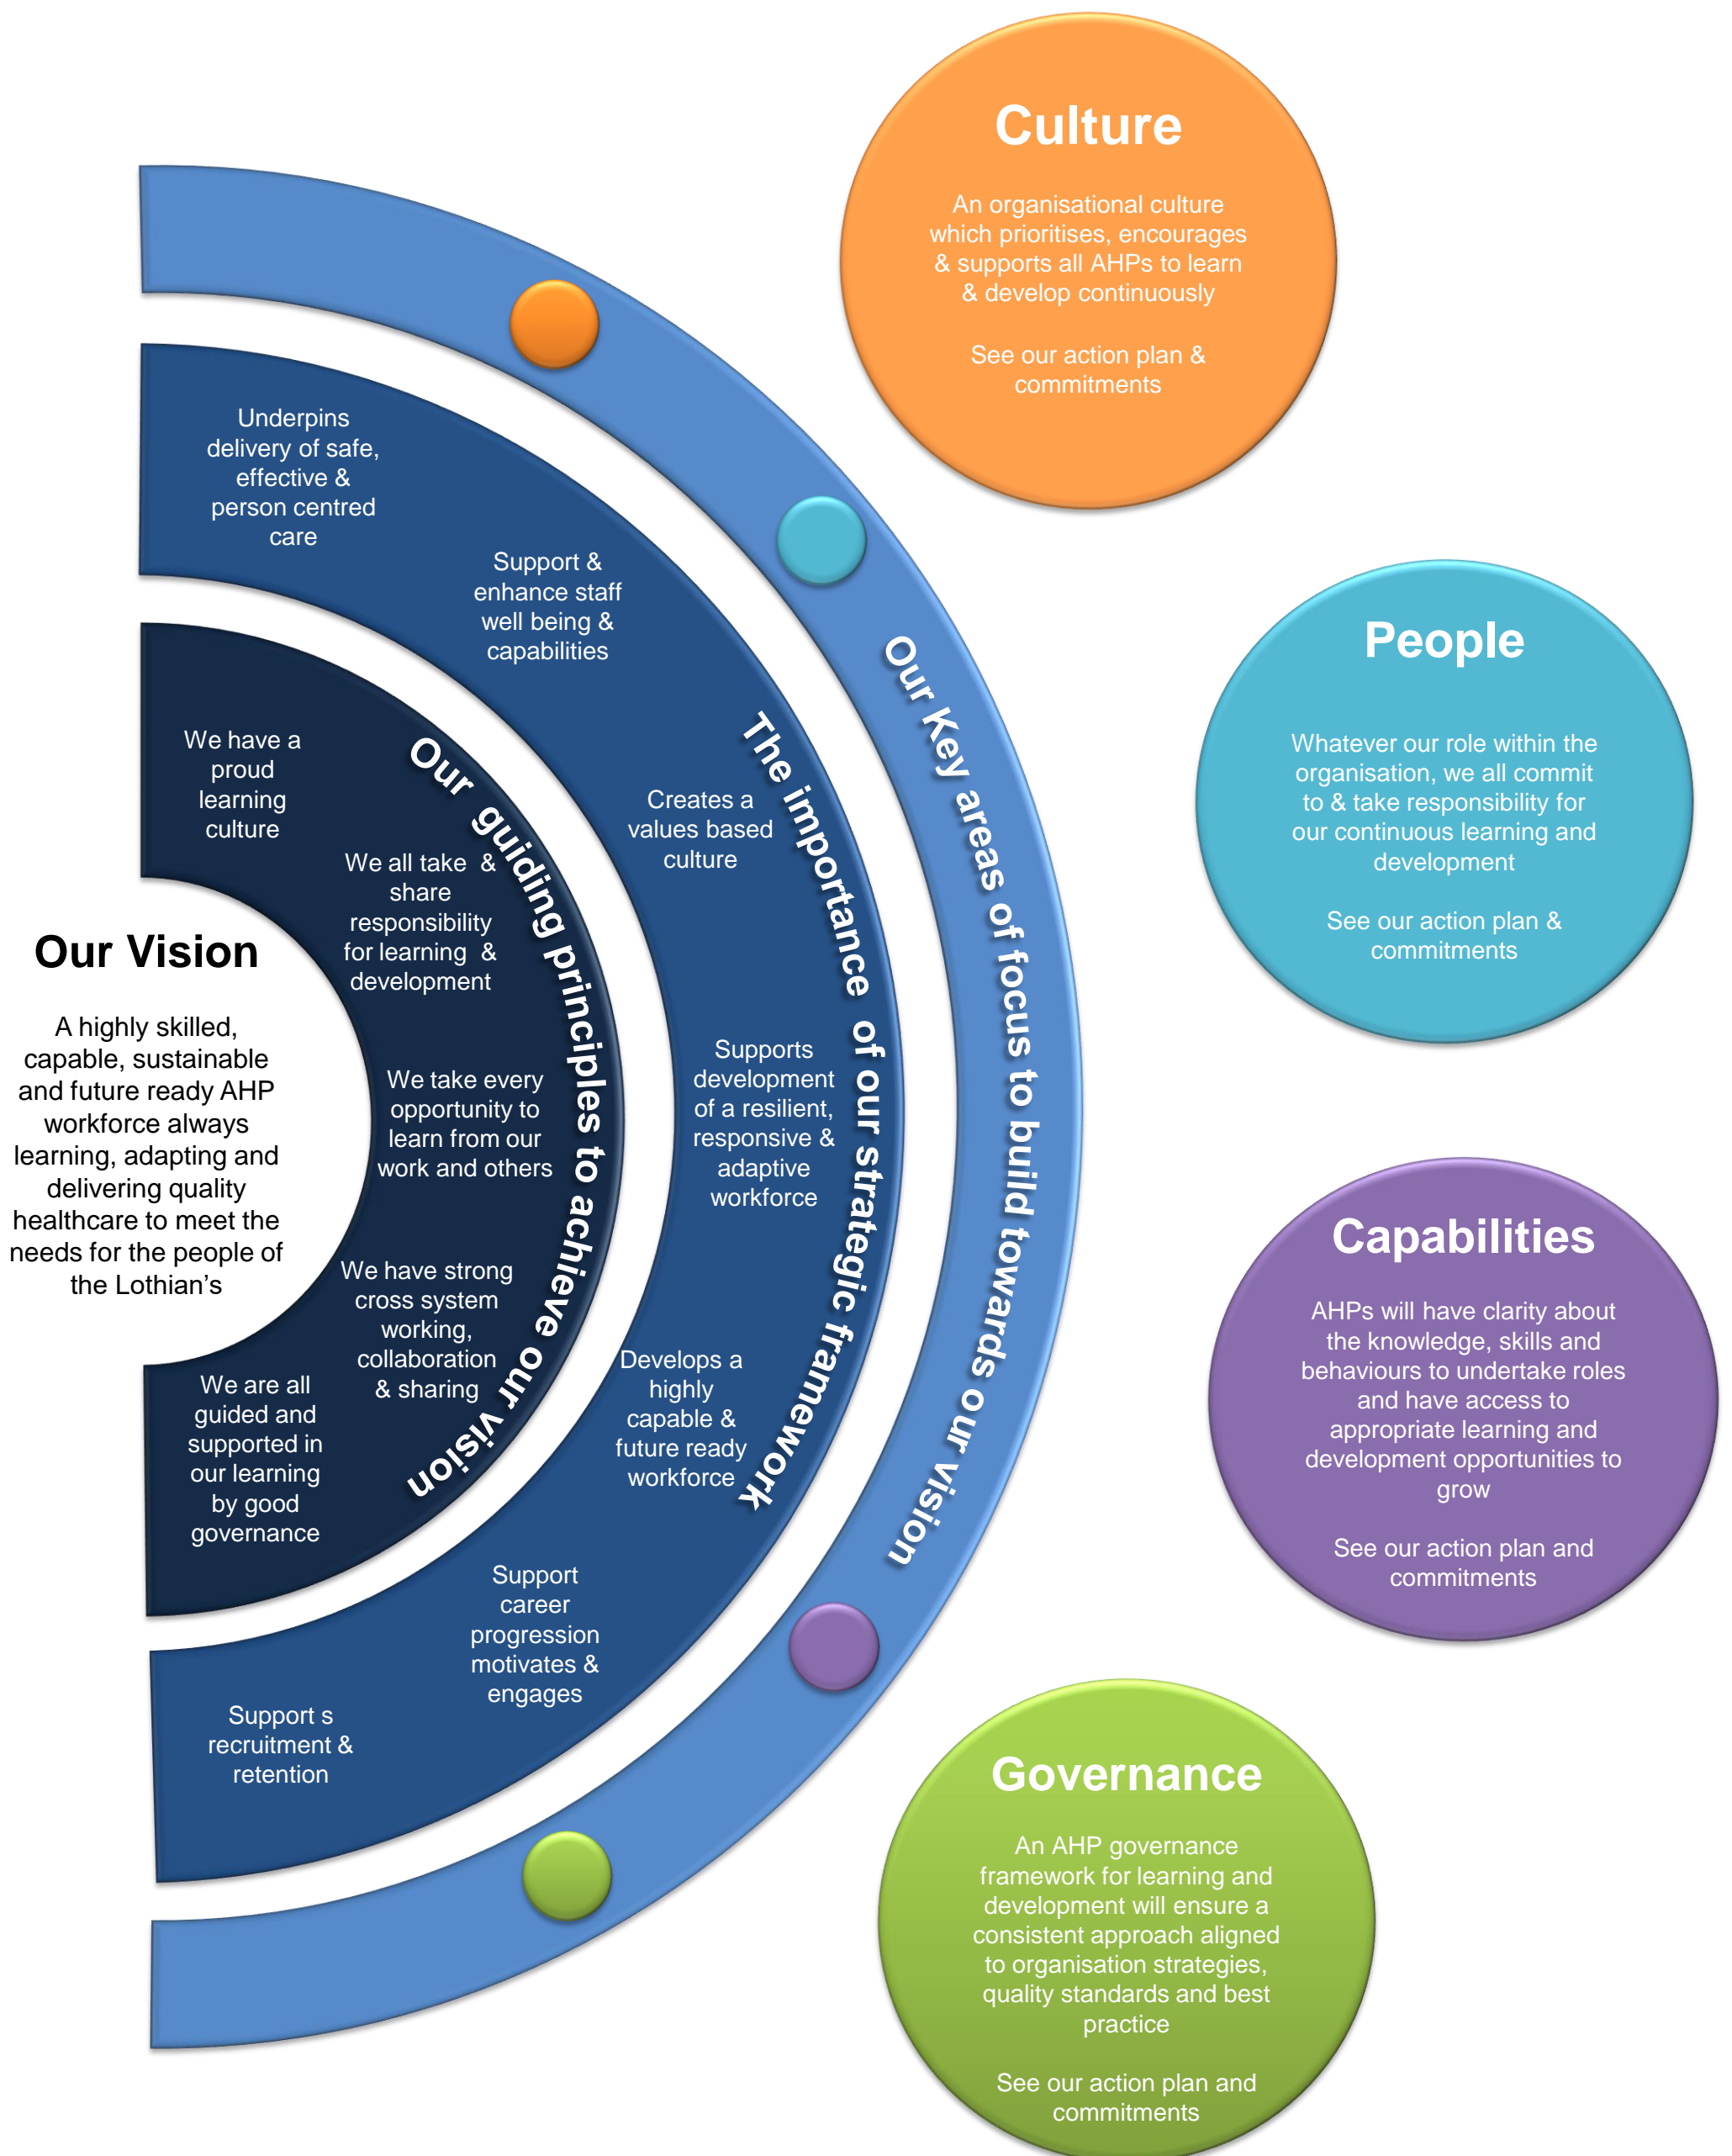 Our Vision
A highly skilled,
capable, sustainable
and future ready AHP
workforce always
learning, adapting and
delivering quality
healthcare to meet the
needs for the people of
the Lothian’s
Our guiding principles to achieve our vision
We have a
proud
learning
culture
We all take & 
share
responsibility
for learning &
development
We take every
opportunity to
learn from our
work and others
We have strong
cross system
working,
collaboration
& sharing
We are all
guided and
supported in
our learning
by good
governance
The importance of our strategic framework
Underpins
delivery of safe,
effective &
person centred
care
Support &
enhance staff
well being &
capabilities
Creates a
values based
culture
Supports
development
of a resilient,
responsive &
adaptive
workforce
Develops a
highly
capable &
future ready
workforce
Support
career
progression
motivates &
engages
Support s
recruitment &
retention
Our Key areas of focus to build towards our vision
Culture
An organisational culture
which prioritises, encourages
& supports all AHPs to learn
& develop continuously
See our action plan &
commitments
People
Whatever our role within the
organisation, we all commit
to & take responsibility for
our continuous learning and
development
See our action plan &
commitments
Capabilities
AHPs will have clarity about
the knowledge, skills and
behaviours to undertake roles
and have access to
appropriate learning and
development opportunities to
grow
See our action plan and
commitments
Governance
An AHP governance
framework for learning and
development will ensure a
consistent approach aligned
to organisation strategies,
quality standards and best
practice
See our action plan and
commitments